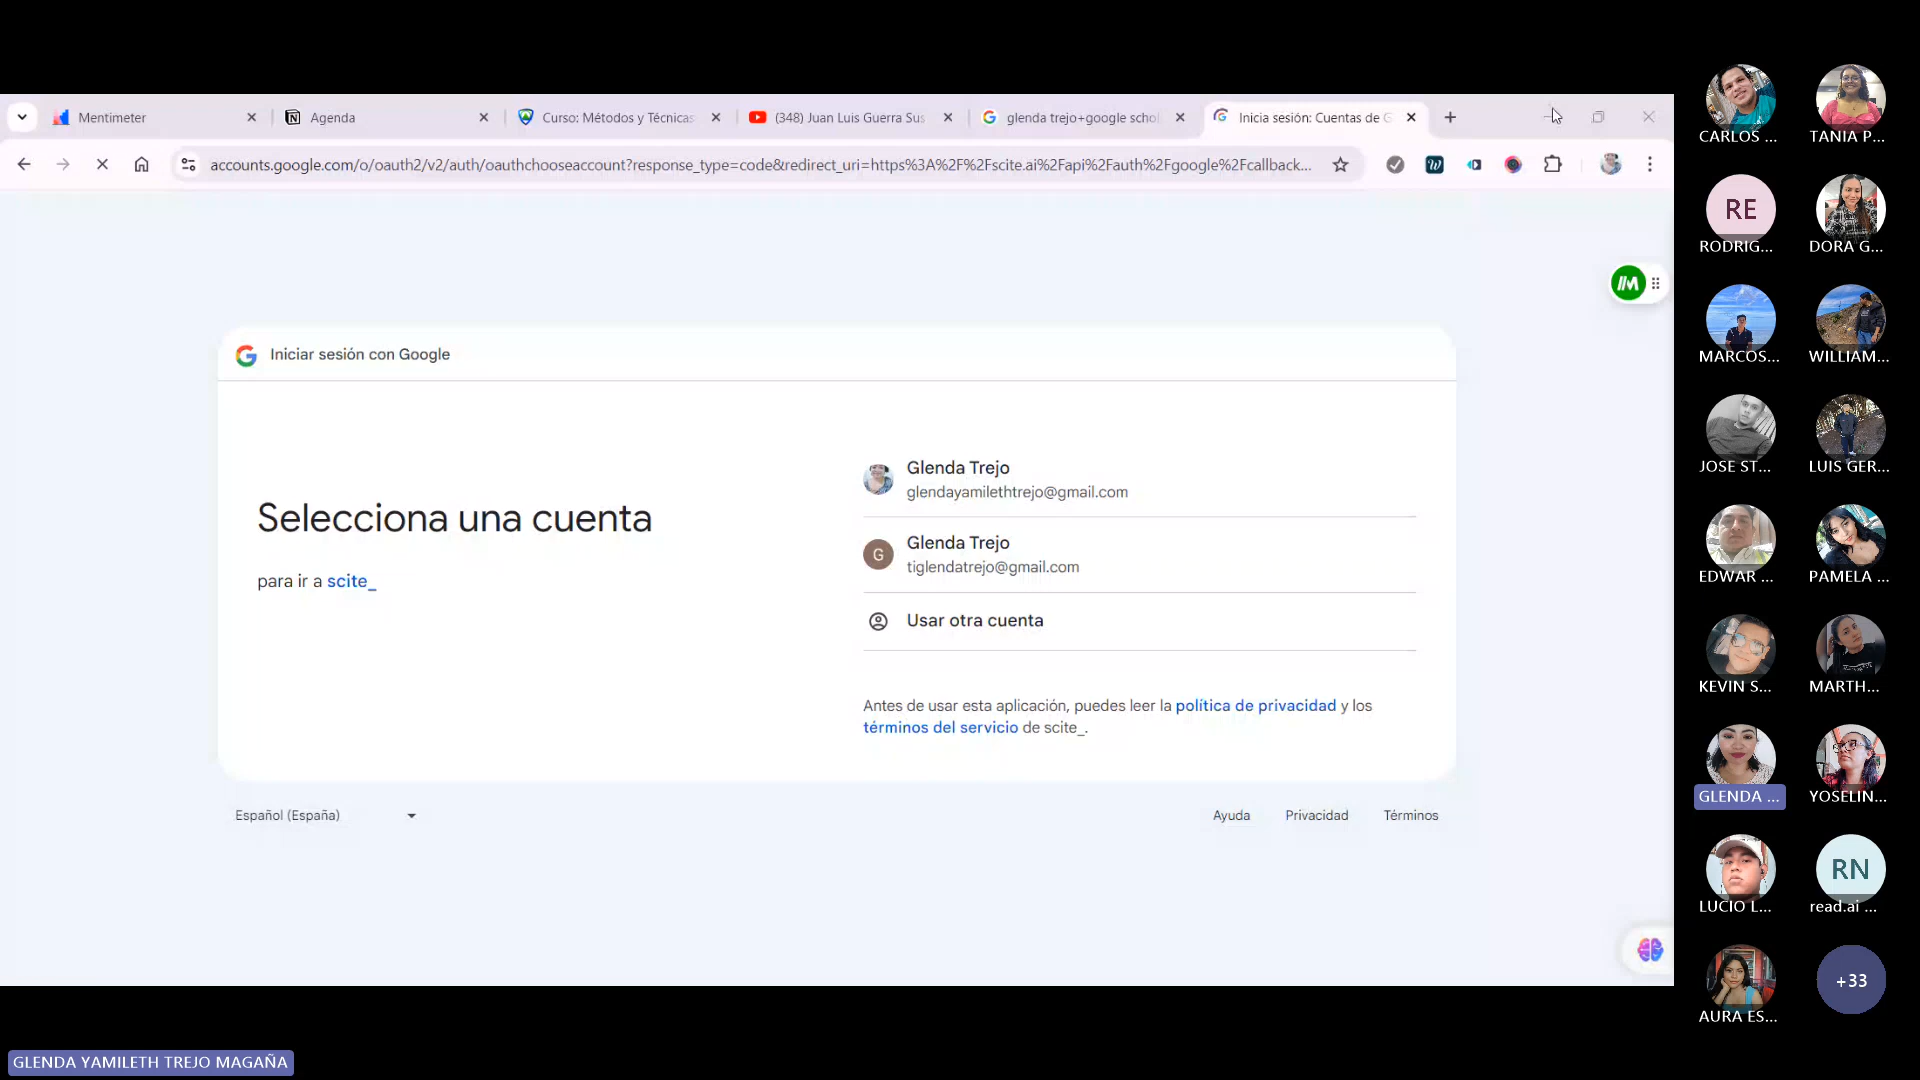 Mentimeter
Agenda
Curso: Métodos y Técnicas
(348) Juan Luis Guerra Sus
glenda trejo+google schol
Inicia sesión: Cuentas de G
accounts.google.com/o/oauth2/v2/auth/oauthchooseaccount?response_type=code&redirect_uri=https%3A%2F%2Fscite.ai%2Fapi%2Fauth%2Fgoogle%2Fcallback...
Iniciar sesión con Google
Selecciona una cuenta
para ir a scite_
Glenda Trejo
glendayamilethtrejo@gmail.com
G
Glenda Trejo
tiglendatrejo@gmail.com
Usar otra cuenta
Antes de usar esta aplicación, puedes leer la política de privacidad y los
términos del servicio de scite_.
Español (España)
Ayuda Privacidad Términos
CARLOS ... TANIA P...
RE
RODRIG... DORA G...
MARCOS... WILLIAM...
JOSE ST... LUIS GER...
EDWAR ... PAMELA ...
KEVIN S... MARTH...
GLENDA ... YOSELIN...
RN
LUCIO L... read.ai ...
+33
AURA ES...
GLENDA YAMILETH TREJO MAGAÑA